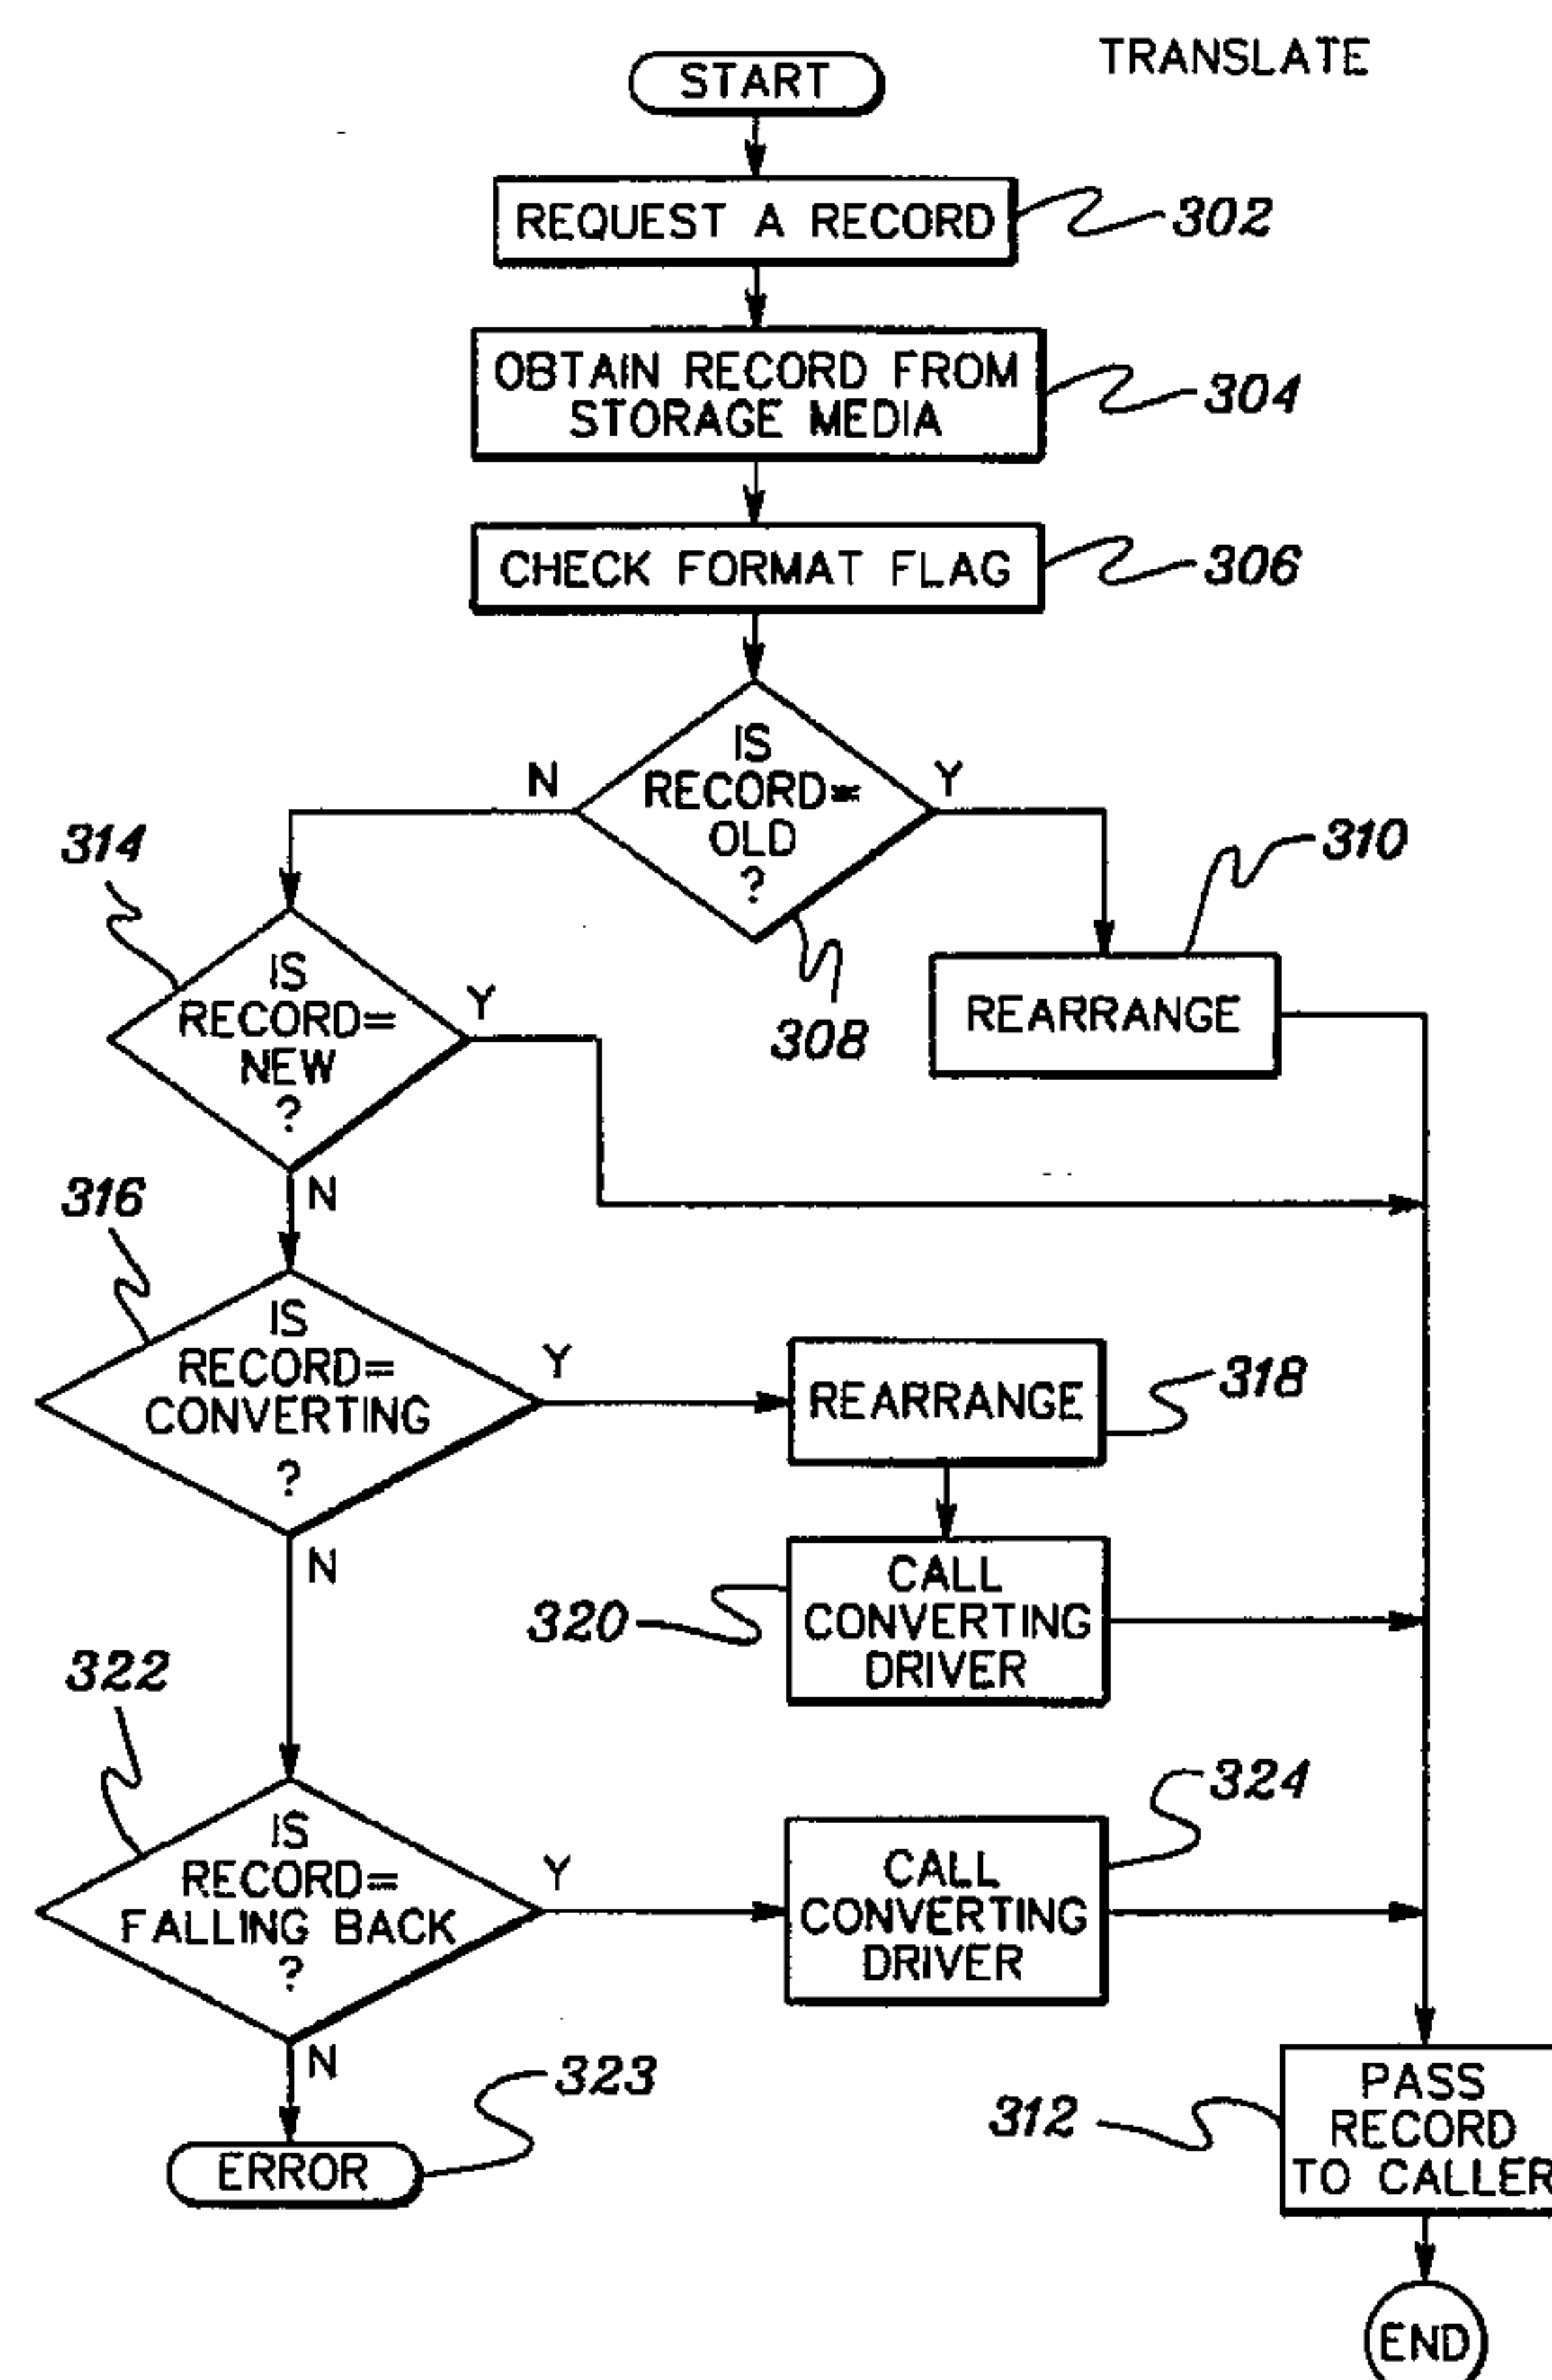 TRANSLATE
START
REQUEST A RECORD
302
OBTAIN RECORD FROM
STORAGE MEDIA
304
CHECK FORMAT FLAG
306
IS
RECORD=
OLD
?
N
Y
308
310
REARRANGE
314
IS
RECORD=
NEW
?
Y
N
316
IS
RECORD=
CONVERTING
?
Y
N
REARRANGE
318
CALL
CONVERTING
DRIVER
320
322
IS
RECORD=
FALLING BACK
?
Y
N
CALL
CONVERTING
DRIVER
324
ERROR
323
312
PASS
RECORD
TO CALLER
END